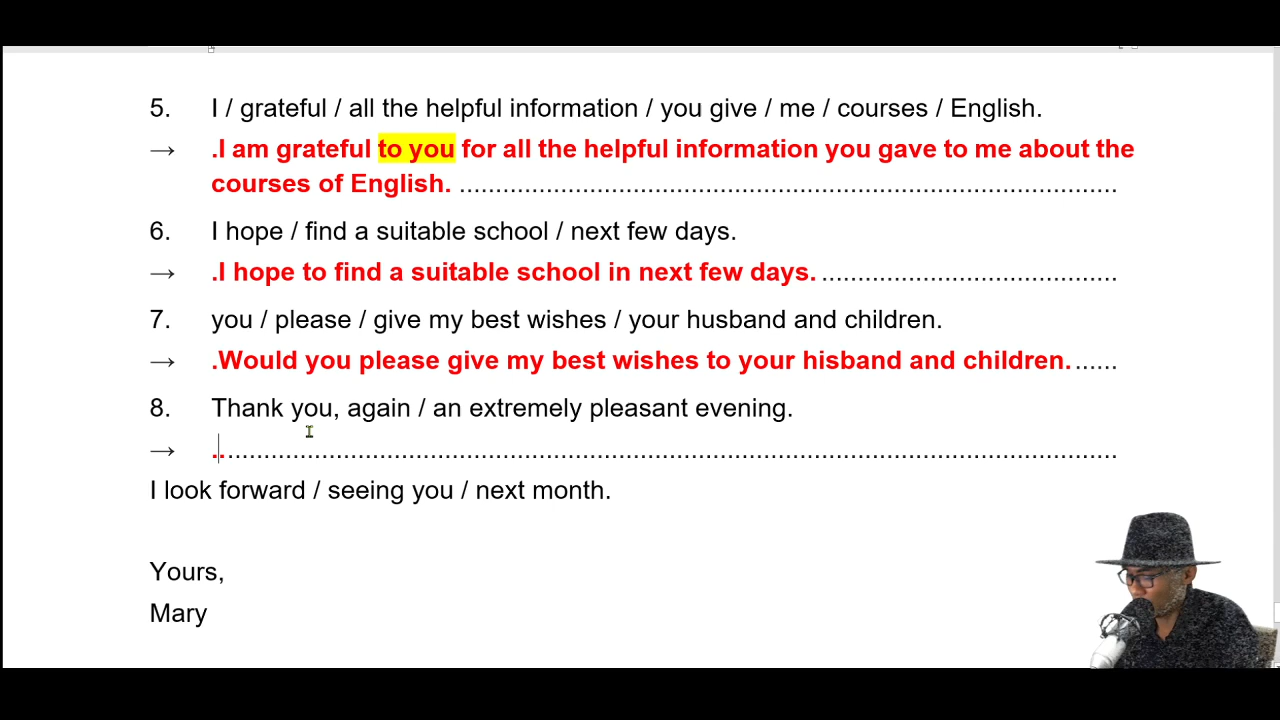 5. I / grateful / all the helpful information / you give / me / courses / English.
→ .I am grateful to you for all the helpful information you gave to me about the
courses of English. ..........................................................................................
6. I hope / find a suitable school / next few days.
→ .I hope to find a suitable school in next few days. .........................................
7. you / please / give my best wishes / your husband and children.
→ .Would you please give my best wishes to your hisband and children. ......
8. Thank you, again / an extremely pleasant evening.
→ .............................................................................................................................
I look forward / seeing you / next month.
Yours,
Mary